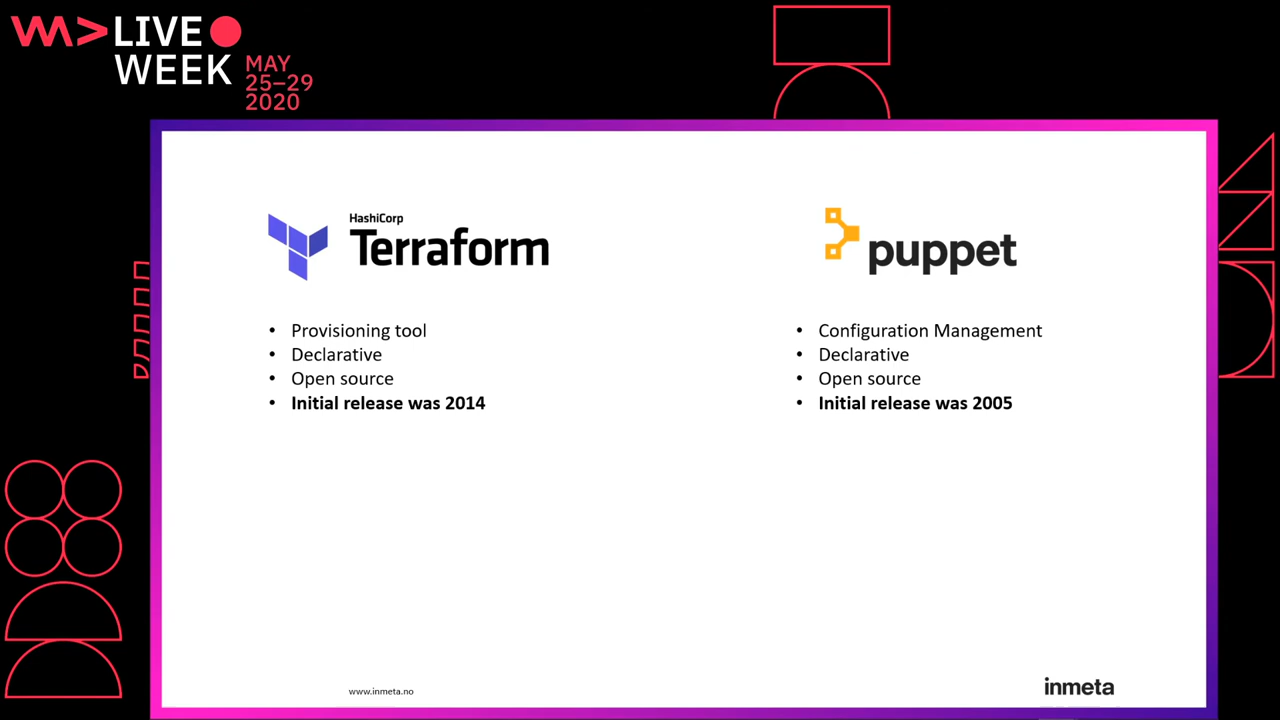 LIVE
WEEK
MAY
25–29
2020
HashiCorp
Terraform
• Provisioning tool
• Declarative
• Open source
• Initial release was 2014
puppet
• Configuration Management
• Declarative
• Open source
• Initial release was 2005
www.inmeta.no
inmeta